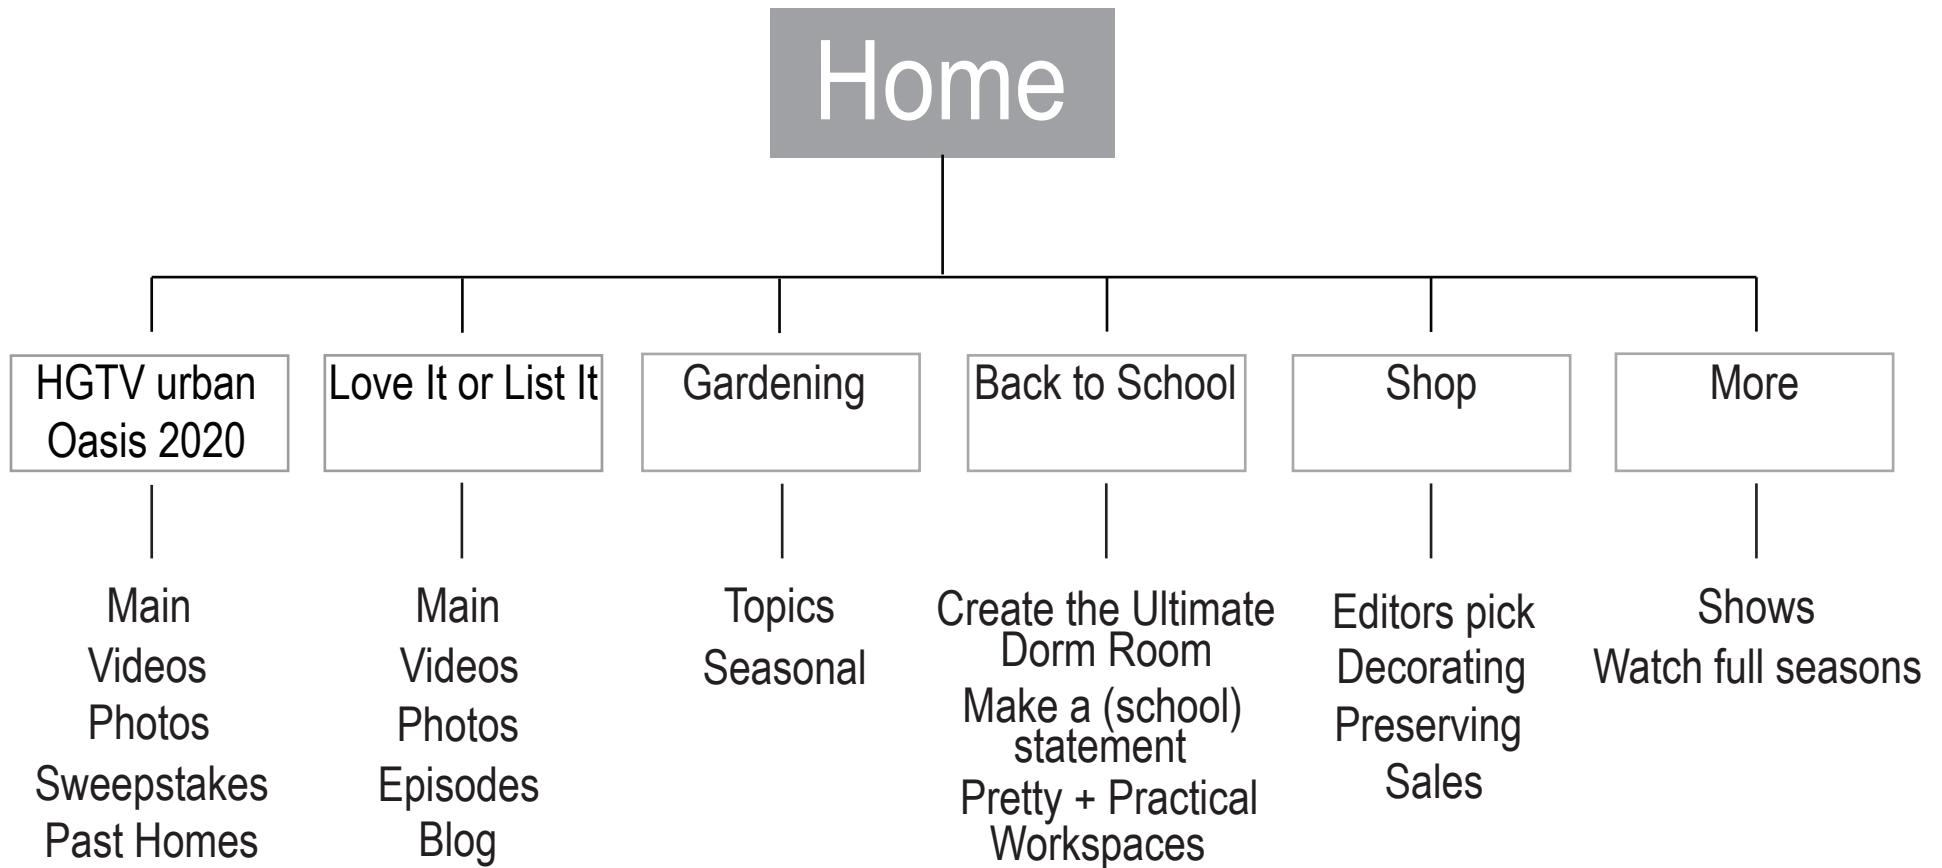 Home
HGTV urban
Oasis 2020
Love It or List It
Gardening
Back to School
Shop
More
Main
Videos
Photos
Sweepstakes
Past Homes
Main
Videos
Photos
Episodes
Blog
Topics
Seasonal
Create the Ultimate
Dorm Room
Make a (school)
statement
Pretty + Practical
Workspaces
Editors pick
Decorating
Preserving
Sales
Shows
Watch full seasons